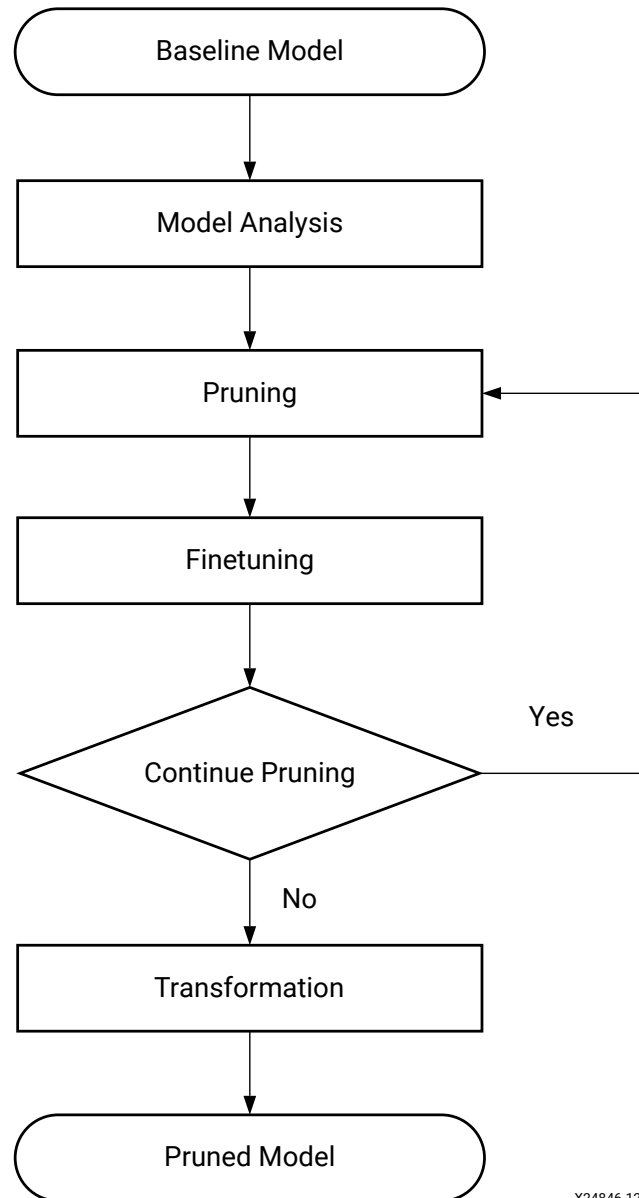 Baseline Model
Model Analysis
Pruning
Finetuning
Continue Pruning
Yes
No
Transformation
Pruned Model